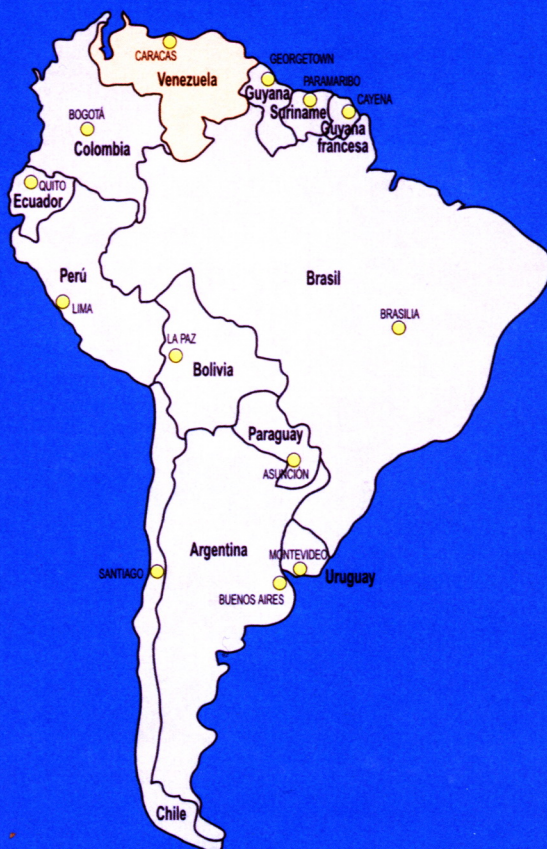 CARACAS
Venezuela
GEORGETOWN
Guyana
PARAMARIBO
Suriname
CAYENA
Guyana
francesa
BOGOTÁ
Colombia
QUITO
Ecuador
Perú
LIMA
Brasil
BRASILIA
LA PAZ
Bolivia
Paraguay
ASUNCIÓN
Argentina
MONTEVIDEO
Uruguay
SANTIAGO
BUENOS AIRES
Chile